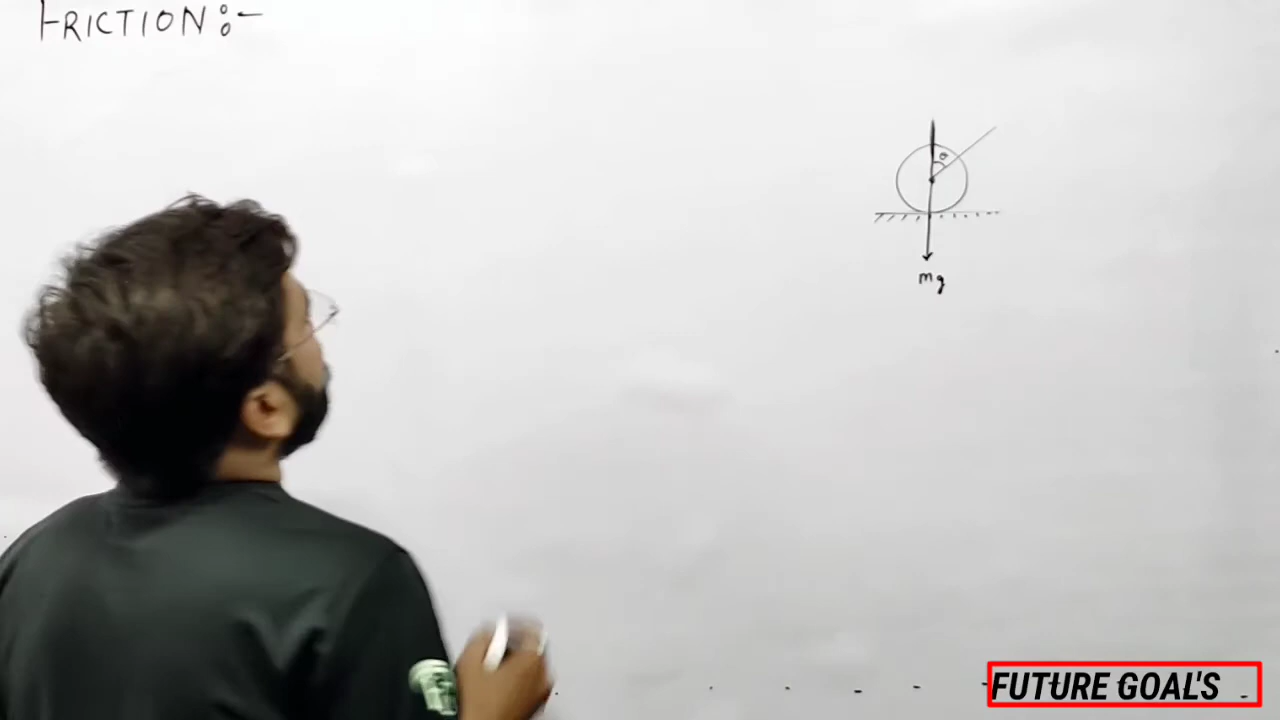 FRICTION :-
θ
mg
FUTURE GOAL'S